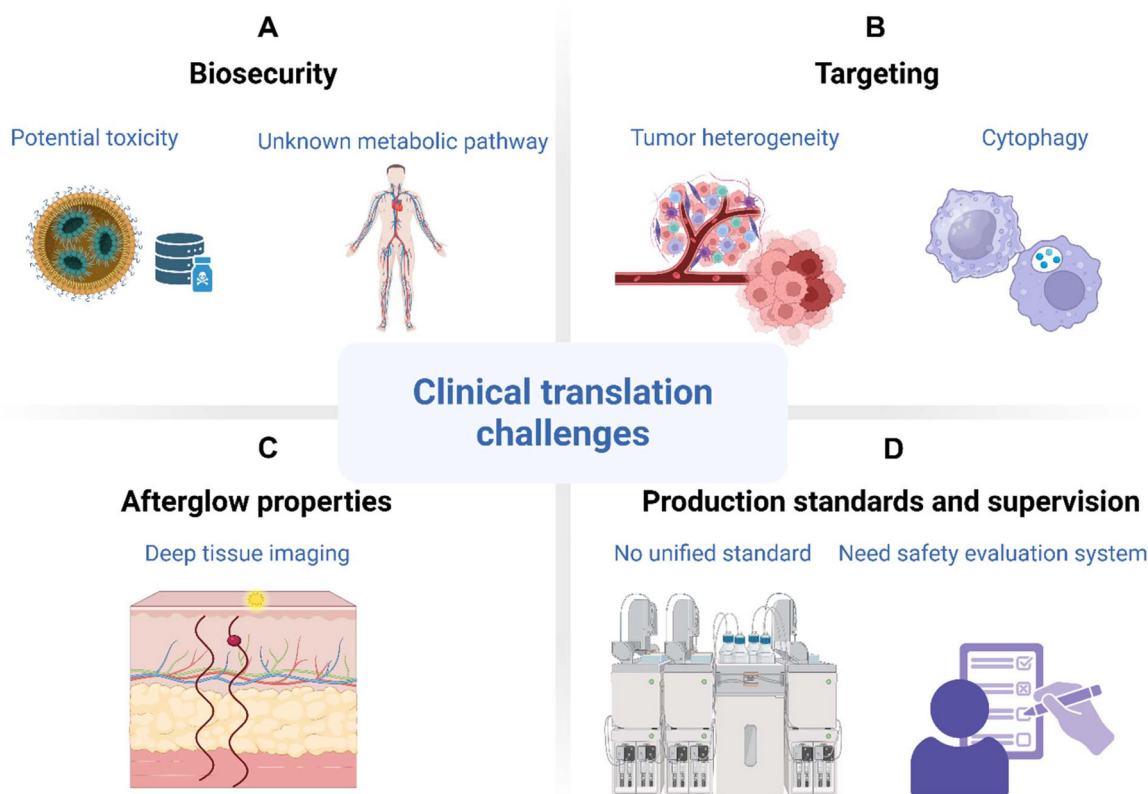 A
Biosecurity
Potential toxicity
Unknown metabolic pathway
B
Targeting
Tumor heterogeneity
Cytophagy
Clinical translation
challenges
C
Afterglow properties
Deep tissue imaging
D
Production standards and supervision
No unified standard
Need safety evaluation system